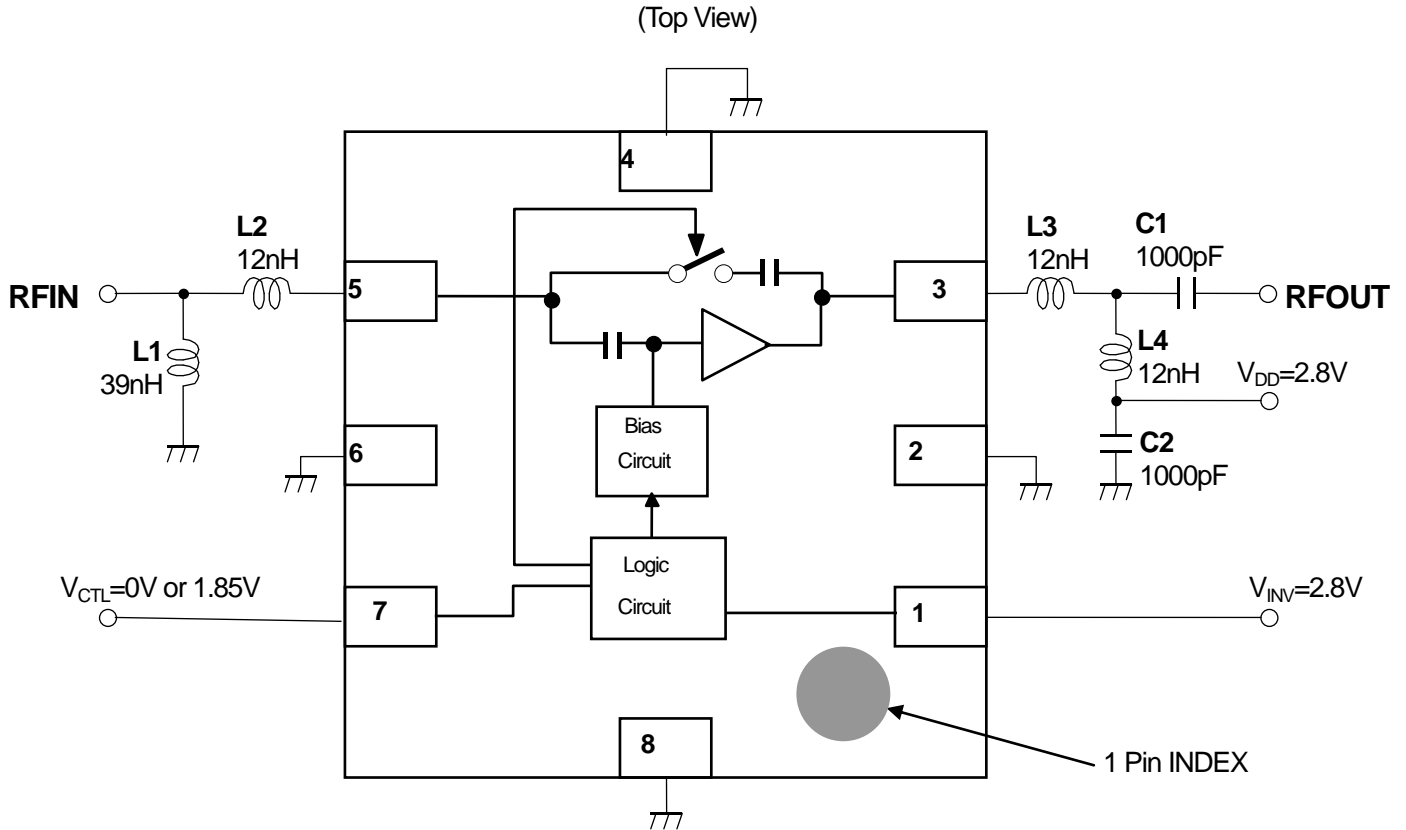 (Top View)
4
L2
12nH
L3
12nH
C1
1000pF
RFIN
5
3
RFOUT
L1
39nH
L4
12nH
V_DD=2.8V
Bias
Circuit
6
2
C2
1000pF
Logic
Circuit
V_CTL=0V or 1.85V
7
1
V_INV=2.8V
8
1 Pin INDEX